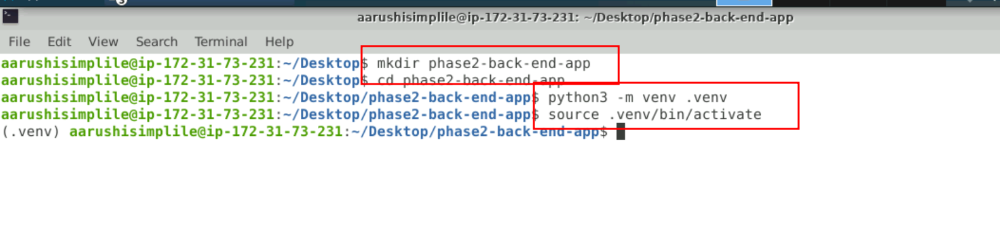 aarushisimplile@ip-172-31-73-231: ~/Desktop/phase2-back-end-app
File Edit View Search Terminal Help
aarushisimplile@ip-172-31-73-231:~/Desktop$ mkdir phase2-back-end-app
aarushisimplile@ip-172-31-73-231:~/Desktop$ cd phase2-back-end-app
aarushisimplile@ip-172-31-73-231:~/Desktop/phase2-back-end-app$ python3 -m venv .venv
aarushisimplile@ip-172-31-73-231:~/Desktop/phase2-back-end-app$ source .venv/bin/activate
(.venv) aarushisimplile@ip-172-31-73-231:~/Desktop/phase2-back-end-app$